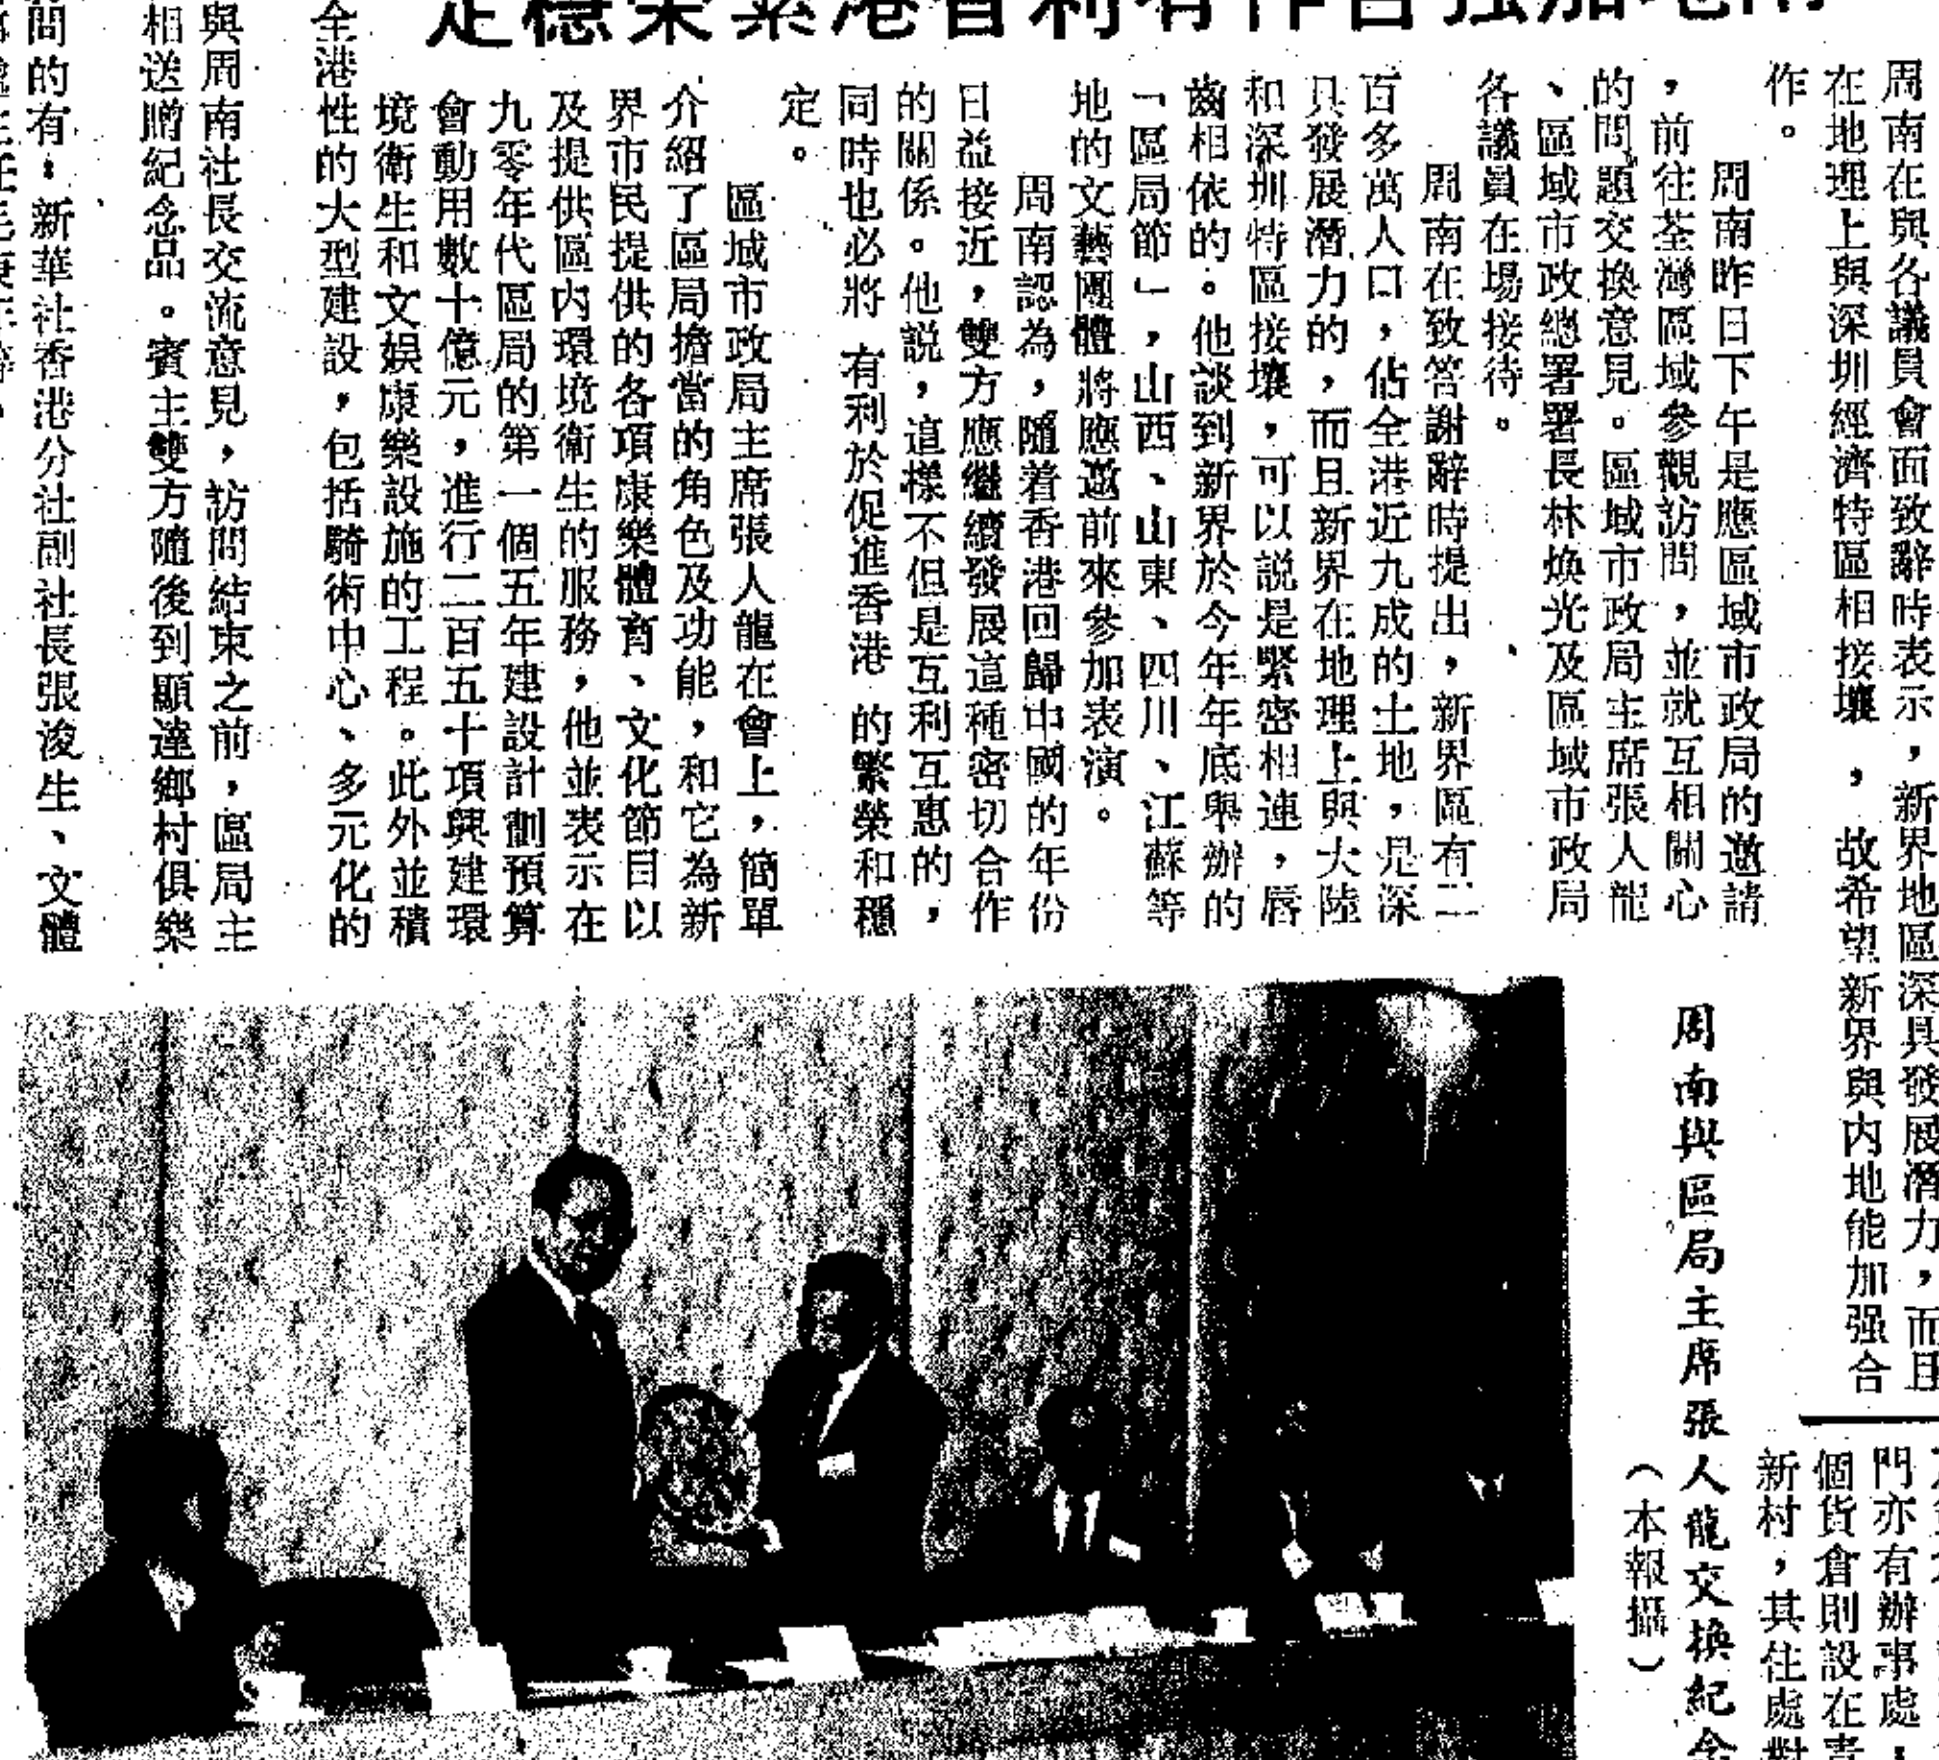 周南在與各議員會面致辭時表示，新界地區深具發展潛力，而且
在地理上與深圳經濟特區相接壤，故希望新界與內地能加强合
作。
周南昨日下午是應區域市政局的邀請
，前往荃灣區域參觀訪問，並就互相關心
的問題交換意見。區域市政局主席張人龍
、區域市政總署署長林煥光及區域市政局
各議員在場接待。
周南在致答謝辭時提出，新界區有二
百多萬人口，佔全港近九成的土地，是深
具發展潛力的，而且新界在地理上與大陸
和深圳特區接壤，可以説是緊密相連，唇
齒相依的。他談到新界於今年年底舉辦的
「區局節」，山西、山東、四川、江蘇等
地的文藝團體將應邀前來參加表演。
周南認為，隨着香港回歸中國的年份
日益接近，雙方應繼續發展這種密切合作
的關係。他説，這樣不但是互利互惠的，
同時也必將有利於促進香港的繁榮和穩
定。
區域市政局主席張人龍在會上，簡單
介紹了區局擔當的角色及功能，和它為新
界市民提供的各項康樂體育、文化節目以
及提供區內環境衛生的服務，他並表示在
九零年代區局的第一個五年建設計劃預算
會動用數十億元，進行二百五十項興建環
境衛生和文娛康樂設施的工程。此外並積
性的大型建設，包括騎術中心、多元化的
全港
與周南社長交流意見，訪問結束之前，區局主
相送贈紀念品。賓主雙方隨後到顯達鄉村俱樂
問的有：新華社香港分社副社長張浚生、文體
周南與區局主席張人龍交換紀念
（本報攝）
門亦有辦事處，
個貨倉則設在
新村，其住處